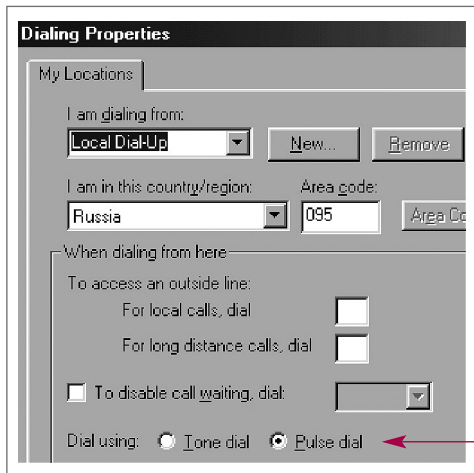 Dialing Properties
My Locations
I am dialing from:
Local Dial-Up New... Remove
I am in this country/region: Area code:
Russia 095 Area Co
When dialing from here
To access an outside line:
For local calls, dial
For long distance calls, dial
To disable call waiting, dial:
Dial using: Tone dial Pulse dial